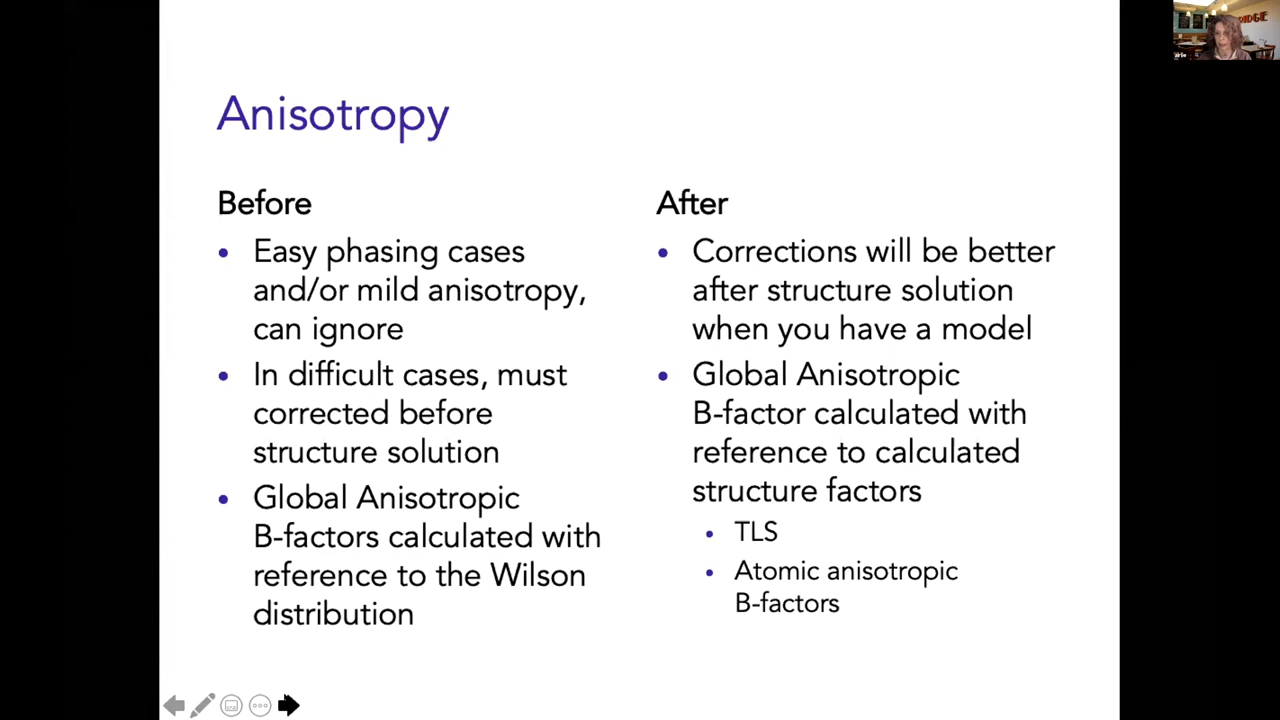 Anisotropy
Before
• Easy phasing cases
and/or mild anisotropy,
can ignore
• In difficult cases, must
corrected before
structure solution
• Global Anisotropic
B-factors calculated with
reference to the Wilson
distribution
After
• Corrections will be better
after structure solution
when you have a model
• Global Anisotropic
B-factor calculated with
reference to calculated
structure factors
• TLS
• Atomic anisotropic
B-factors